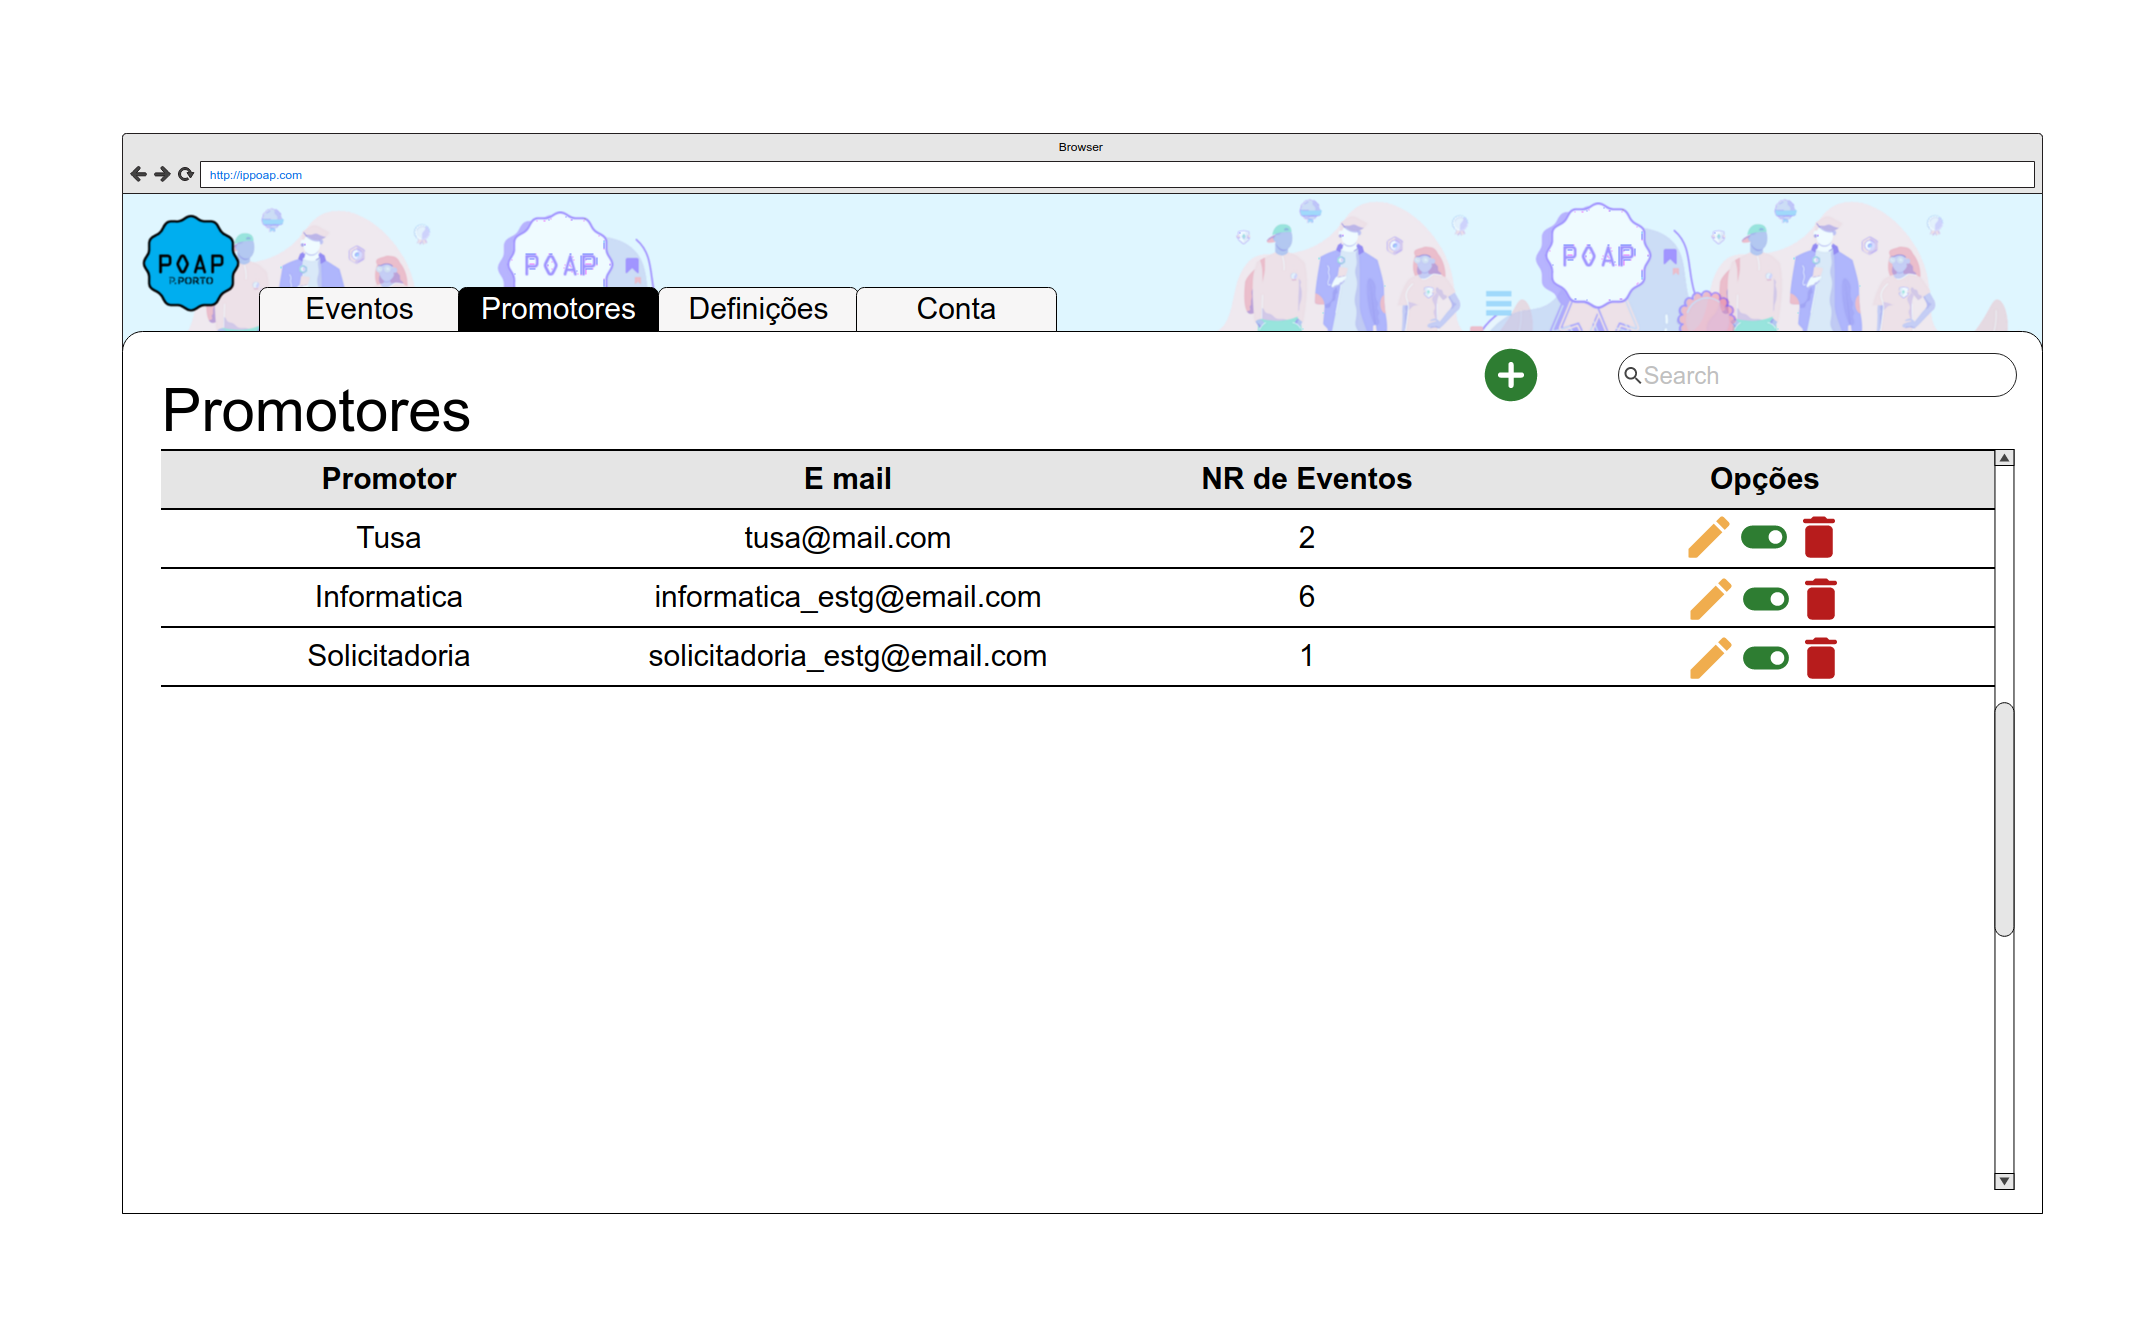 Browser
http://ippoap.com
POAP
P.PORTO
POAP
POAP
Eventos
Promotores
Definições
Conta
Search
Promotores
Promotor E mail NR de Eventos Opções
Tusa tusa@mail.com 2
Informatica informatica_estg@email.com 6
Solicitadoria solicitadoria_estg@email.com 1